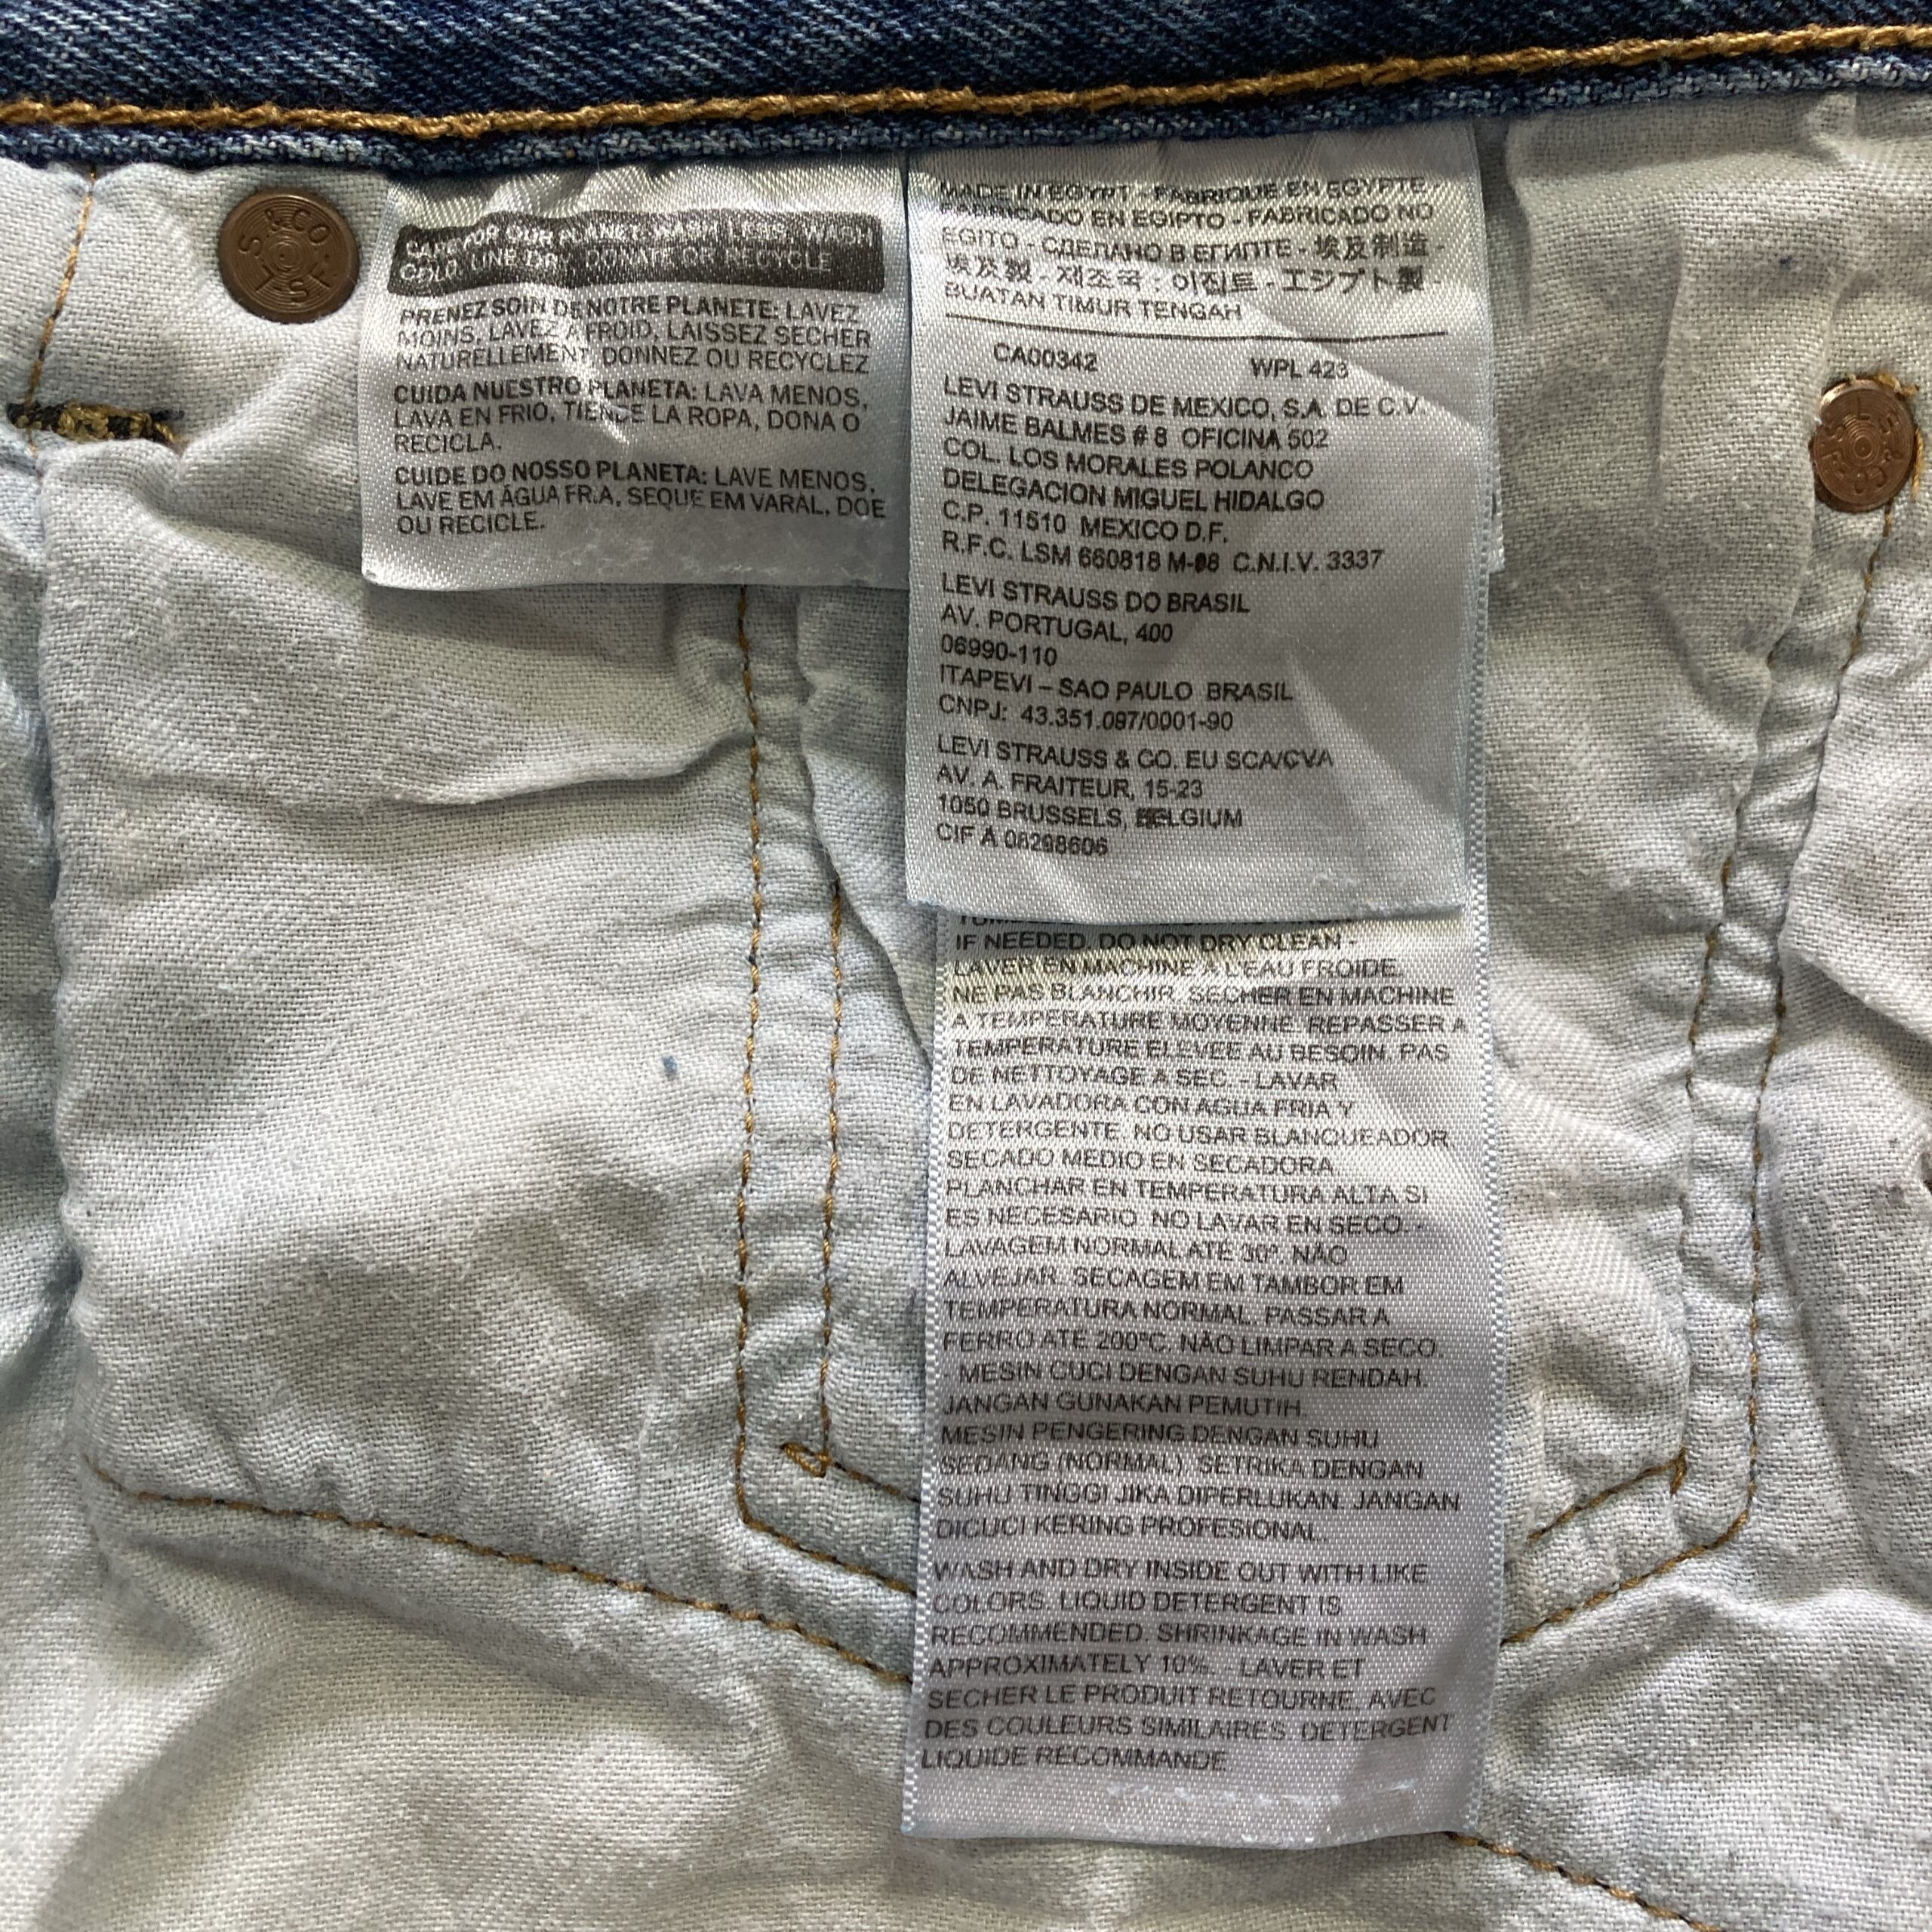 & CO.
L.S.
CARE FOR OUR PLANET: WASH LESS, WASH
COLD, LINE DRY, DONATE OR RECYCLE
PRENEZ SOIN DE NOTRE PLANETE: LAVEZ
MOINS, LAVEZ A FROID, LAISSEZ SECHER
NATURELLEMENT, DONNEZ OU RECYCLEZ
CUIDA NUESTRO PLANETA: LAVA MENOS,
LAVA EN FRIO, TIENDE LA ROPA, DONA O
RECICLA.
CUIDE DO NOSSO PLANETA: LAVE MENOS,
LAVE EM ÁGUA FR.A, SEQUE EM VARAL, DOE
OU RECICLE.
MADE IN EGYPT - FABRIQUE EN EGYPTE -
FABRICADO EN EGIPTO - FABRICADO NO
EGITO - СДЕЛАНО В ЕГИПТЕ - 埃及制造 -
埃及製 - 제조국 : 이집트 - エジプト製 -
BUATAN TIMUR TENGAH
CA00342 WPL 423
LEVI STRAUSS DE MEXICO, S.A. DE C.V.
JAIME BALMES # 8 OFICINA 502
COL. LOS MORALES POLANCO
DELEGACION MIGUEL HIDALGO
C.P. 11510 MEXICO D.F.
R.F.C. LSM 660818 M-08 C.N.I.V. 3337
LEVI STRAUSS DO BRASIL
AV. PORTUGAL, 400
06990-110
ITAPEVI – SAO PAULO BRASIL
CNPJ: 43.351.097/0001-90
LEVI STRAUSS & CO. EU SCA/CVA
AV. A. FRAITEUR, 15-23
1050 BRUSSELS, BELGIUM
CIF A 08298606
IF NEEDED. DO NOT DRY CLEAN -
LAVER EN MACHINE A L'EAU FROIDE.
NE PAS BLANCHIR. SECHER EN MACHINE
A TEMPERATURE MOYENNE. REPASSER A
TEMPERATURE ELEVEE AU BESOIN. PAS
DE NETTOYAGE A SEC. - LAVAR
EN LAVADORA CON AGUA FRIA Y
DETERGENTE. NO USAR BLANQUEADOR.
SECADO MEDIO EN SECADORA
PLANCHAR EN TEMPERATURA ALTA SI
ES NECESARIO. NO LAVAR EN SECO. -
LAVAGEM NORMAL ATÉ 30º. NÃO
ALVEJAR. SECAGEM EM TAMBOR EM
TEMPERATURA NORMAL. PASSAR A
FERRO ATÉ 200ºC. NÃO LIMPAR A SECO.
MESIN CUCI DENGAN SUHU RENDAH.
JANGAN GUNAKAN PEMUTIH.
MESIN PENGERING DENGAN SUHU
SEDANG (NORMAL). SETRIKA DENGAN
SUHU TINGGI JIKA DIPERLUKAN. JANGAN
DICUCI KERING PROFESIONAL.
WASH AND DRY INSIDE OUT WITH LIKE
COLORS. LIQUID DETERGENT IS
RECOMMENDED. SHRINKAGE IN WASH
APPROXIMATELY 10%. - LAVER ET
SECHER LE PRODUIT RETOURNE, AVEC
DES COULEURS SIMILAIRES. DETERGENT
LIQUIDE RECOMMANDE